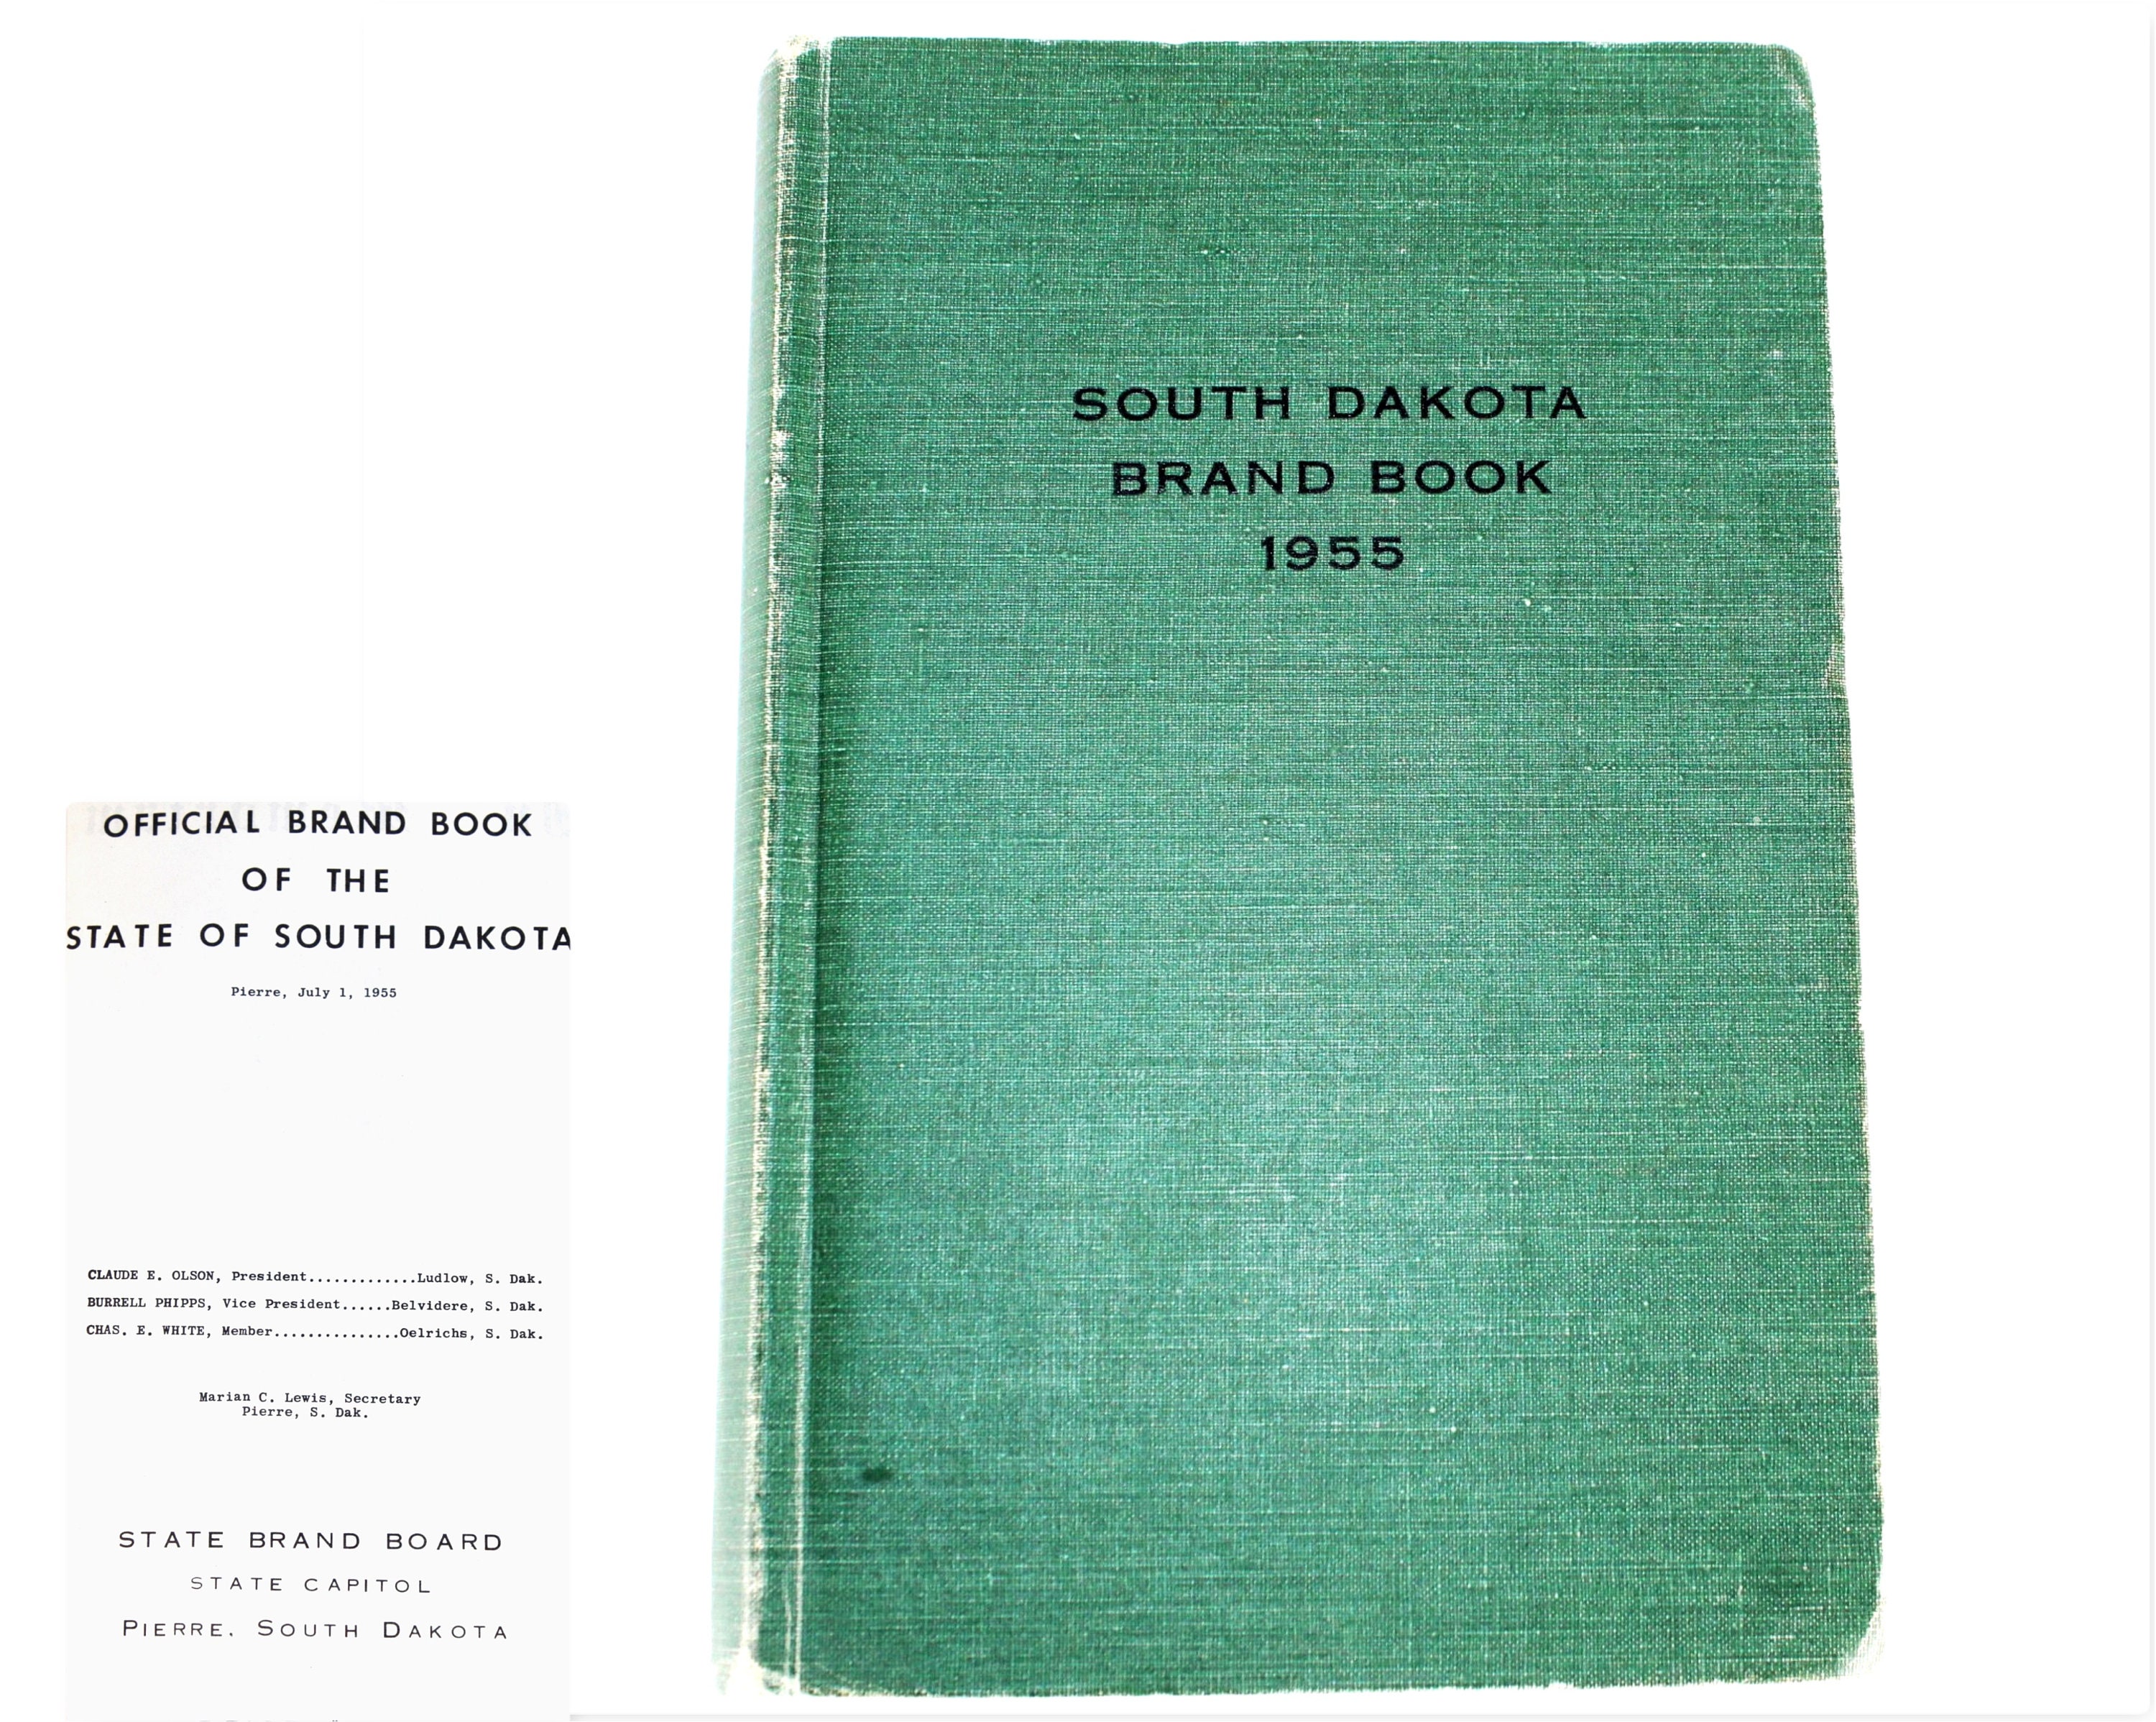 SOUTH DAKOTA
BRAND BOOK
1955
OFFICIAL BRAND BOOK
OF THE
STATE OF SOUTH DAKOTA
Pierre, July 1, 1955
CLAUDE E. OLSON, President.............Ludlow, S. Dak.
BURRELL PHIPPS, Vice President......Belvidere, S. Dak.
CHAS. E. WHITE, Member...............Oelrichs, S. Dak.
Marian C. Lewis, Secretary
Pierre, S. Dak.
STATE BRAND BOARD
STATE CAPITOL
PIERRE, SOUTH DAKOTA